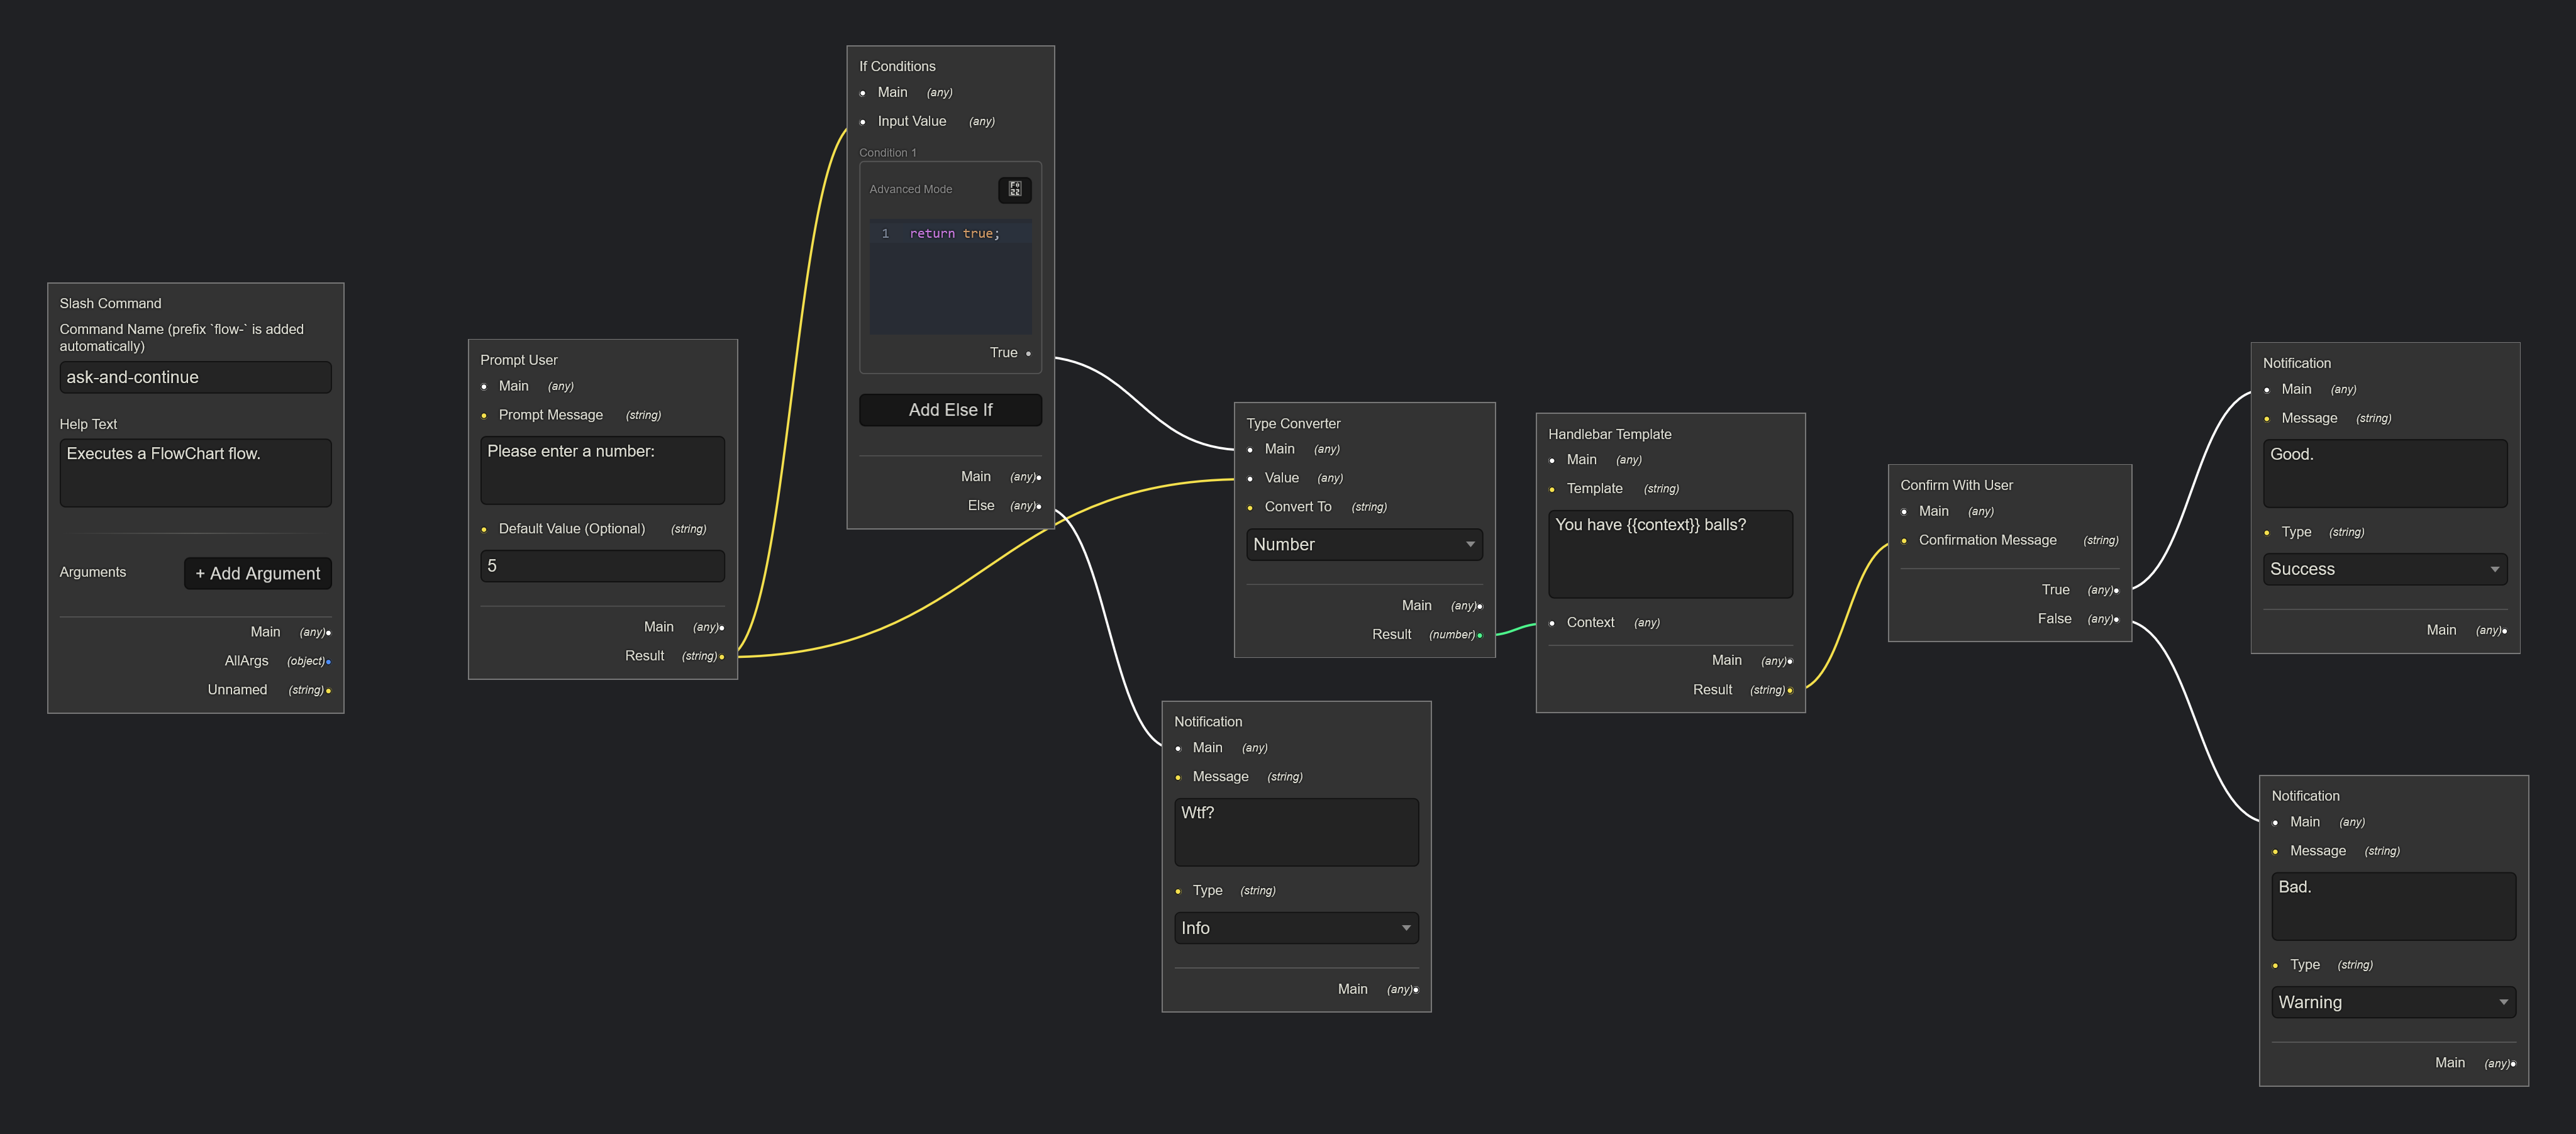 Slash Command
Command Name (prefix `flow-` is added
automatically)
ask-and-continue
Help Text
Executes a FlowChart flow.
Arguments
+ Add Argument
Main (any)
AllArgs (object)
Unnamed (string)
Prompt User
Main (any)
Prompt Message (string)
Please enter a number:
Default Value (Optional) (string)
5
Main (any)
Result (string)
If Conditions
Main (any)
Input Value (any)
Condition 1
Advanced Mode
1 return true;
True
Add Else If
Main (any)
Else (any)
Type Converter
Main (any)
Value (any)
Convert To (string)
Number
Main (any)
Result (number)
Notification
Main (any)
Message (string)
Wtf?
Type (string)
Info
Main (any)
Handlebar Template
Main (any)
Template (string)
You have {{context}} balls?
Context (any)
Main (any)
Result (string)
Confirm With User
Main (any)
Confirmation Message (string)
True (any)
False (any)
Notification
Main (any)
Message (string)
Good.
Type (string)
Success
Main (any)
Notification
Main (any)
Message (string)
Bad.
Type (string)
Warning
Main (any)